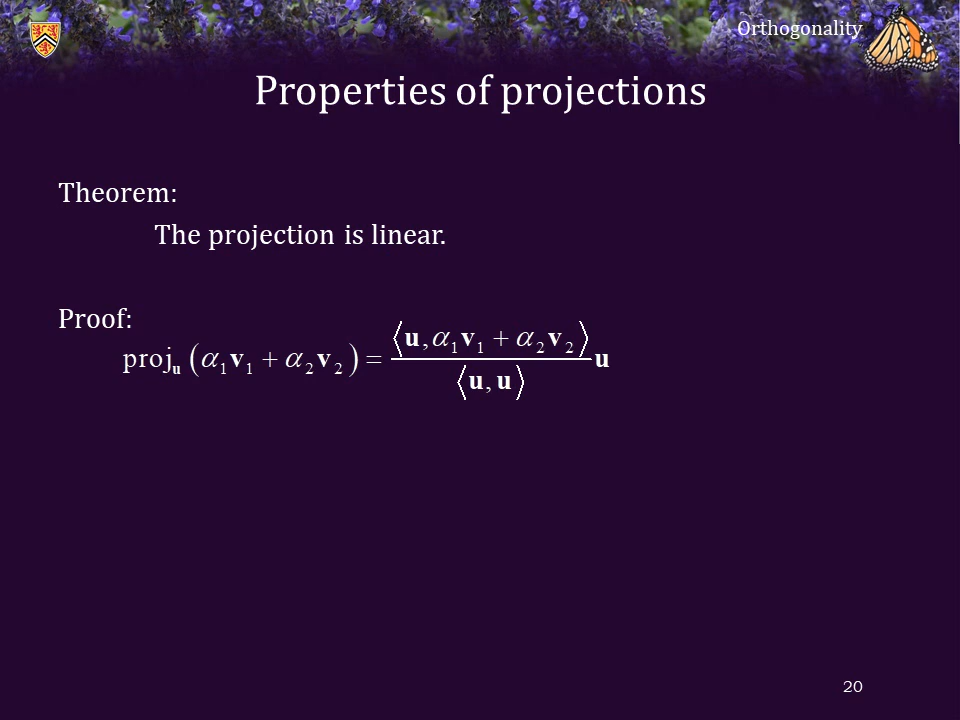 Orthogonality
Properties of projections
Theorem:
The projection is linear.
Proof:
proj_u (α₁v₁ + α₂v₂) = ⟨u, α₁v₁ + α₂v₂⟩ / ⟨u, u⟩ u
20